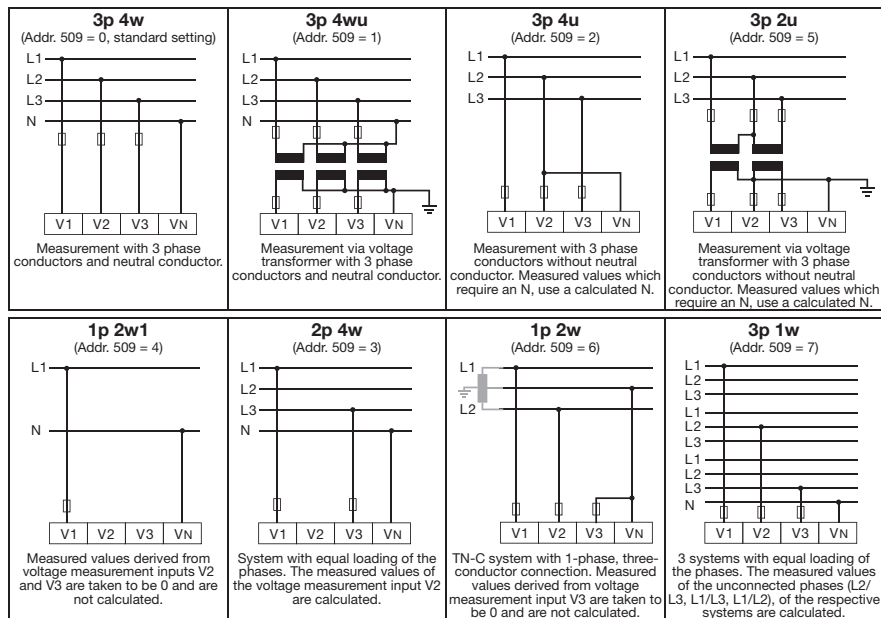 3p 4w
(Addr. 509 = 0, standard setting)
L1
L2
L3
N
V1 V2 V3 VN
Measurement with 3 phase
conductors and neutral conductor.
3p 4wu
(Addr. 509 = 1)
L1
L2
L3
N
V1 V2 V3 VN
Measurement via voltage
transformer with 3 phase
conductors and neutral conductor.
3p 4u
(Addr. 509 = 2)
L1
L2
L3
V1 V2 V3 VN
Measurement with 3 phase
conductors without neutral
conductor. Measured values which
require an N, use a calculated N.
3p 2u
(Addr. 509 = 5)
L1
L2
L3
V1 V2 V3 VN
Measurement via voltage
transformer with 3 phase
conductors without neutral
conductor. Measured values which
require an N, use a calculated N.
1p 2w1
(Addr. 509 = 4)
L1
N
V1 V2 V3 VN
Measured values derived from
voltage measurement inputs V2
and V3 are taken to be 0 and are
not calculated.
2p 4w
(Addr. 509 = 3)
L1
L2
L3
N
V1 V2 V3 VN
System with equal loading of the
phases. The measured values of
the voltage measurement input V2
are calculated.
1p 2w
(Addr. 509 = 6)
L1
L2
V1 V2 V3 VN
TN-C system with 1-phase, three-
conductor connection. Measured
values derived from voltage
measurement input V3 are taken to
be 0 and are not calculated.
3p 1w
(Addr. 509 = 7)
L1
L2
L3
L1
L2
L3
L1
L2
L3
N
V1 V2 V3 VN
3 systems with equal loading of
the phases. The measured values
of the unconnected phases (L2/
L3, L1/L3, L1/L2), of the respective
systems are calculated.